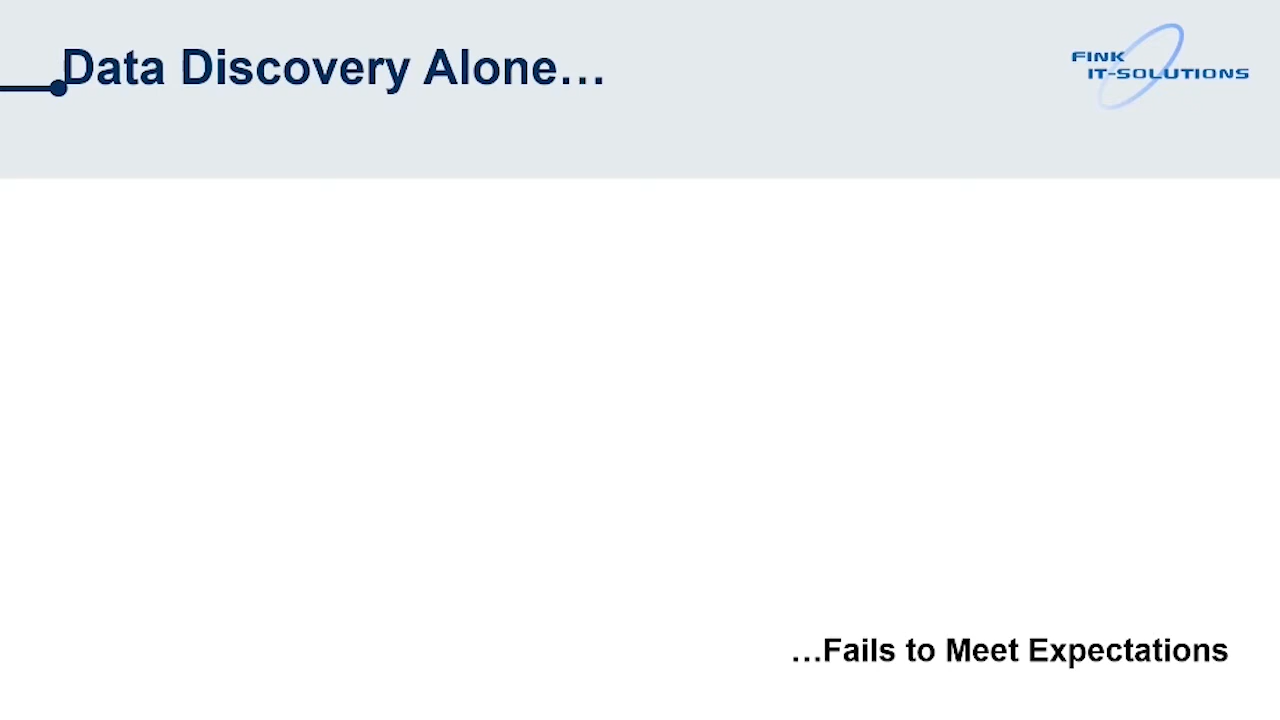 Data Discovery Alone…
FINK
IT-SOLUTIONS
…Fails to Meet Expectations